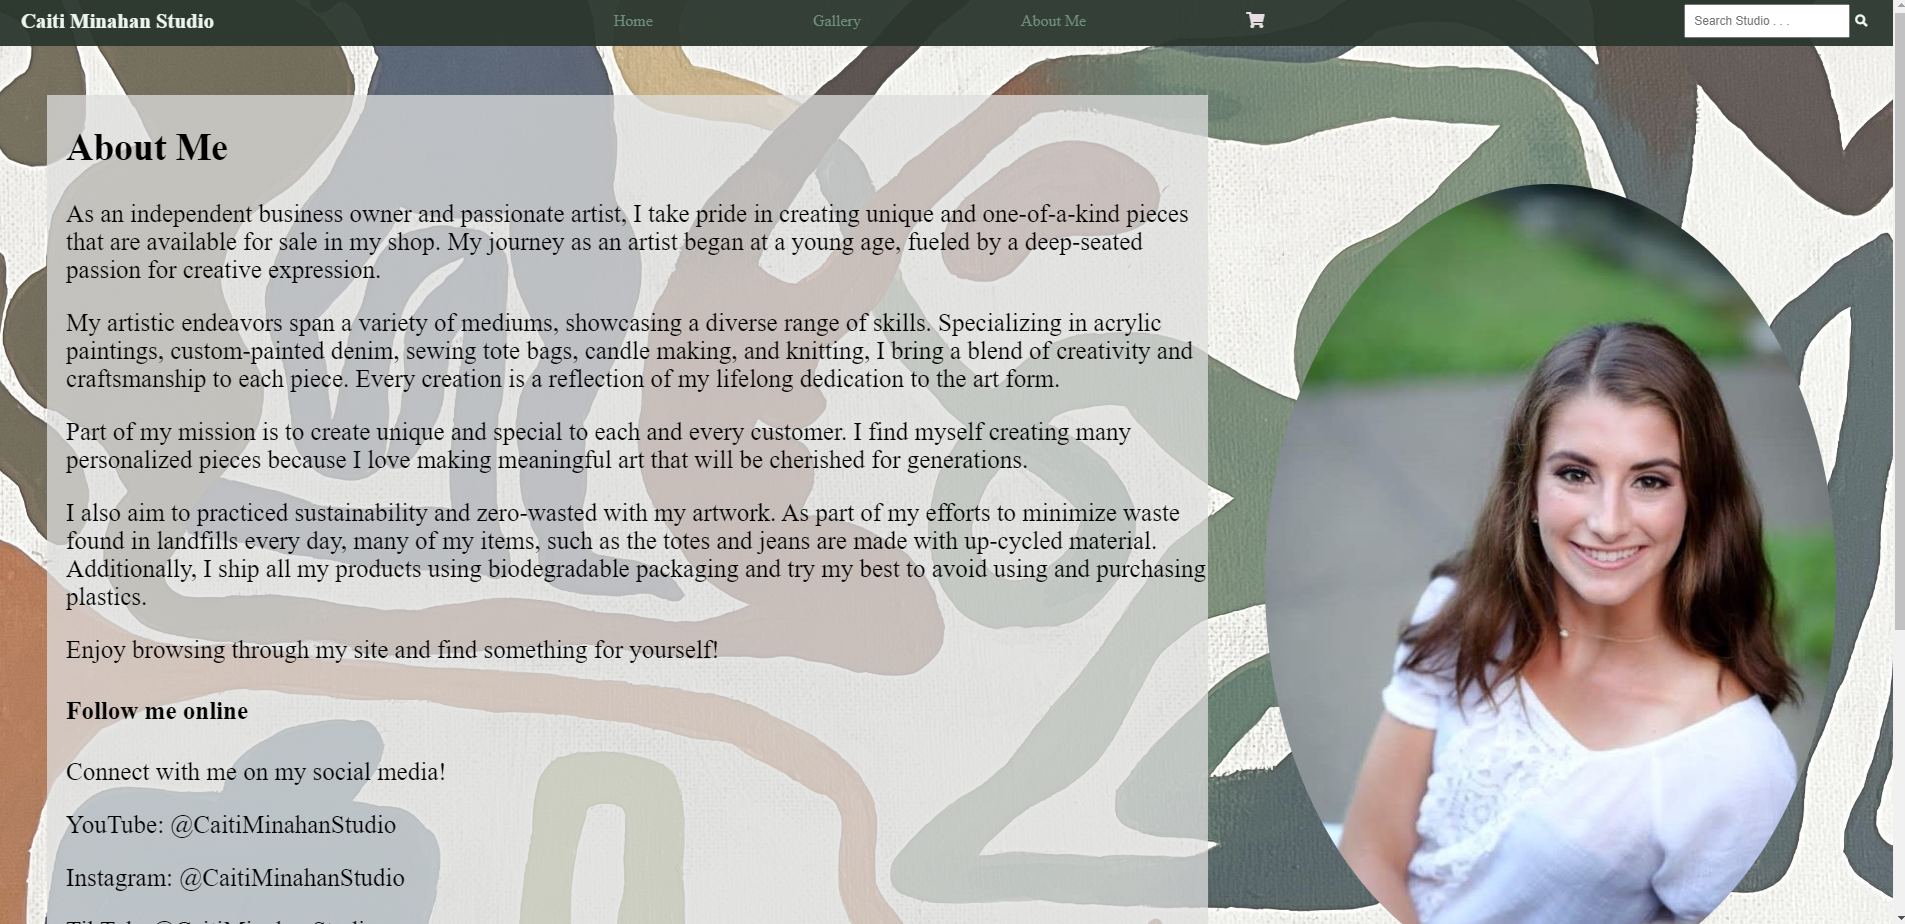 Caiti Minahan Studio
Home
Gallery
About Me
Search Studio . . .
About Me
As an independent business owner and passionate artist, I take pride in creating unique and one-of-a-kind pieces
that are available for sale in my shop. My journey as an artist began at a young age, fueled by a deep-seated
passion for creative expression.
My artistic endeavors span a variety of mediums, showcasing a diverse range of skills. Specializing in acrylic
paintings, custom-painted denim, sewing tote bags, candle making, and knitting, I bring a blend of creativity and
craftsmanship to each piece. Every creation is a reflection of my lifelong dedication to the art form.
Part of my mission is to create unique and special to each and every customer. I find myself creating many
personalized pieces because I love making meaningful art that will be cherished for generations.
I also aim to practiced sustainability and zero-wasted with my artwork. As part of my efforts to minimize waste
found in landfills every day, many of my items, such as the totes and jeans are made with up-cycled material.
Additionally, I ship all my products using biodegradable packaging and try my best to avoid using and purchasing
plastics.
Enjoy browsing through my site and find something for yourself!
Follow me online
Connect with me on my social media!
YouTube: @CaitiMinahanStudio
Instagram: @CaitiMinahanStudio